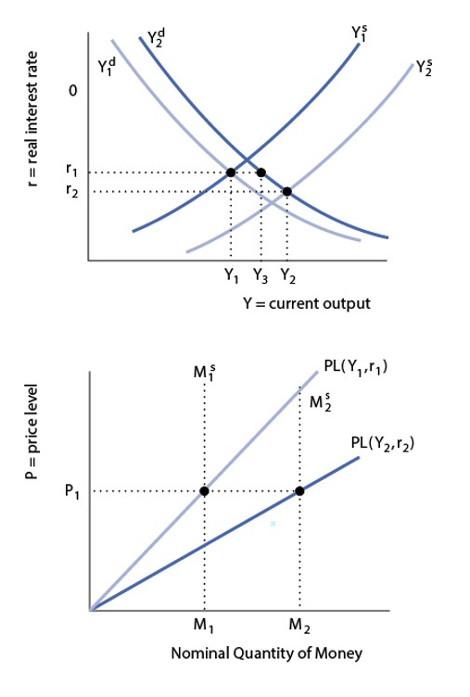 Y₂ᵈ
Y₁ˢ
Y₁ᵈ
Y₂ˢ
r = real interest rate
0
r₁
r₂
Y₁ Y₃ Y₂
Y = current output
M₁ˢ
PL(Y₁,r₁)
M₂ˢ
P = price level
PL(Y₂,r₂)
P₁
M₁ M₂
Nominal Quantity of Money